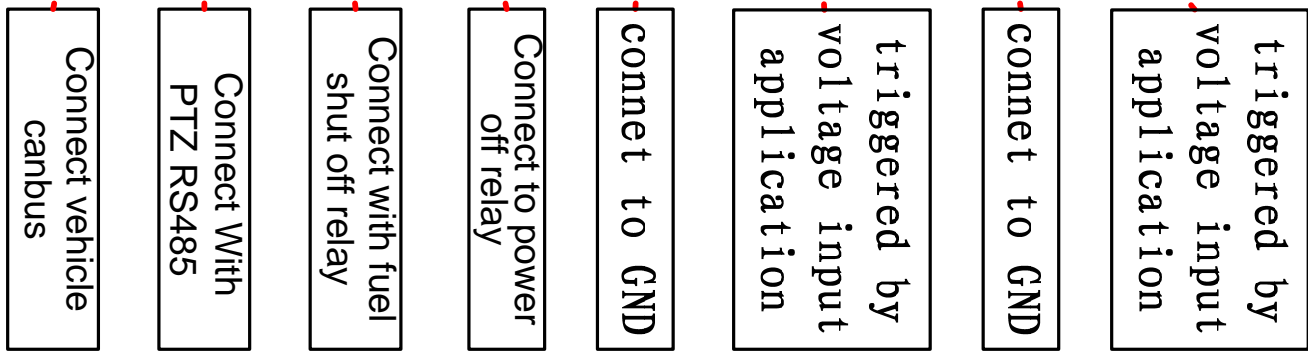 Connect vehicle
canbus
Connect With
PTZ RS485
Connect with fuel
shut off relay
Connect to power
off relay
connet to GND
triggered by
voltage input
application
connet to GND
triggered by
voltage input
application